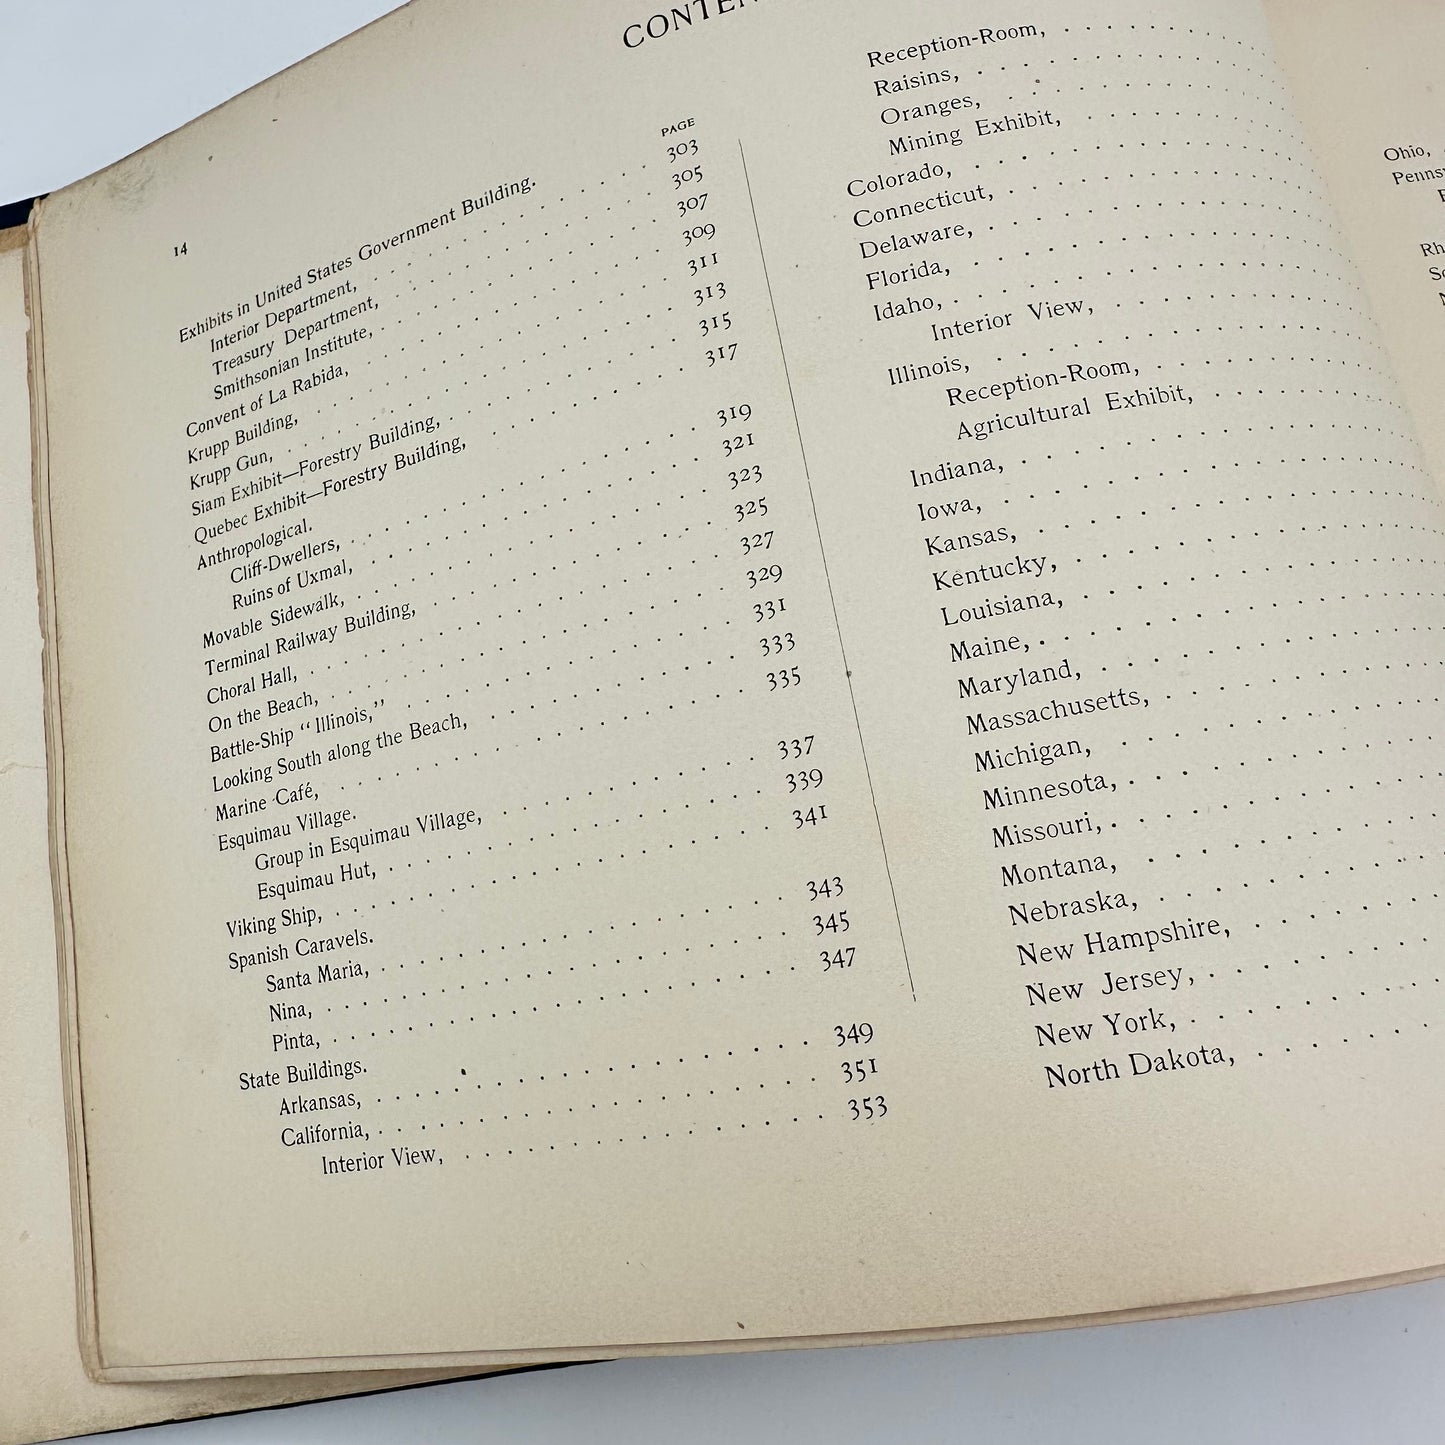 CONTEN
14
PAGE
Exhibits in United States Government Building.
Interior Department, . . . . . . . . . . 303
Treasury Department, . . . . . . . . . . 305
Smithsonian Institute, . . . . . . . . . . 307
Convent of La Rabida, . . . . . . . . . . 309
Krupp Building, . . . . . . . . . . 311
Krupp Gun, . . . . . . . . . . 313
Siam Exhibit—Forestry Building, . . . . . . . . . . 315
Quebec Exhibit—Forestry Building, . . . . . . . . . . 317
Anthropological.
Cliff-Dwellers, . . . . . . . . . . 319
Ruins of Uxmal, . . . . . . . . . . 321
Movable Sidewalk, . . . . . . . . . . 323
Terminal Railway Building, . . . . . . . . . . 325
Choral Hall, . . . . . . . . . . 327
On the Beach, . . . . . . . . . . 329
Battle-Ship "Illinois," . . . . . . . . . . 331
Looking South along the Beach, . . . . . . . . . . 333
Marine Café, . . . . . . . . . . 335
Esquimau Village.
Group in Esquimau Village, . . . . . . . . . . 337
Esquimau Hut, . . . . . . . . . . 339
Viking Ship, . . . . . . . . . . 341
Spanish Caravels.
Santa Maria, . . . . . . . . . . 343
Nina, . . . . . . . . . . 345
Pinta, . . . . . . . . . . 347
State Buildings.
Arkansas, . . . . . . . . . . 349
California, . . . . . . . . . . 351
Interior View, . . . . . . . . . . 353
Reception-Room, . . . . . . . . . .
Raisins, . . . . . . . . . .
Oranges, . . . . . . . . . .
Mining Exhibit, . . . . . . . . . .
Colorado, . . . . . . . . . .
Connecticut, . . . . . . . . . .
Delaware, . . . . . . . . . .
Florida, . . . . . . . . . .
Idaho, . . . . . . . . . .
Interior View, . . . . . . . . . .
Illinois, . . . . . . . . . .
Reception-Room, . . . . . . . . . .
Agricultural Exhibit, . . . . . . . . . .
Indiana, . . . . . . . . . .
Iowa, . . . . . . . . . .
Kansas, . . . . . . . . . .
Kentucky, . . . . . . . . . .
Louisiana, . . . . . . . . . .
Maine, . . . . . . . . . .
Maryland, . . . . . . . . . .
Massachusetts, . . . . . . . . . .
Michigan, . . . . . . . . . .
Minnesota, . . . . . . . . . .
Missouri, . . . . . . . . . .
Montana, . . . . . . . . . .
Nebraska, . . . . . . . . . .
New Hampshire, . . . . . . . . . .
New Jersey, . . . . . . . . . .
New York, . . . . . . . . . .
North Dakota, . . . . . . . . . .
Ohio,
Penns
Rh